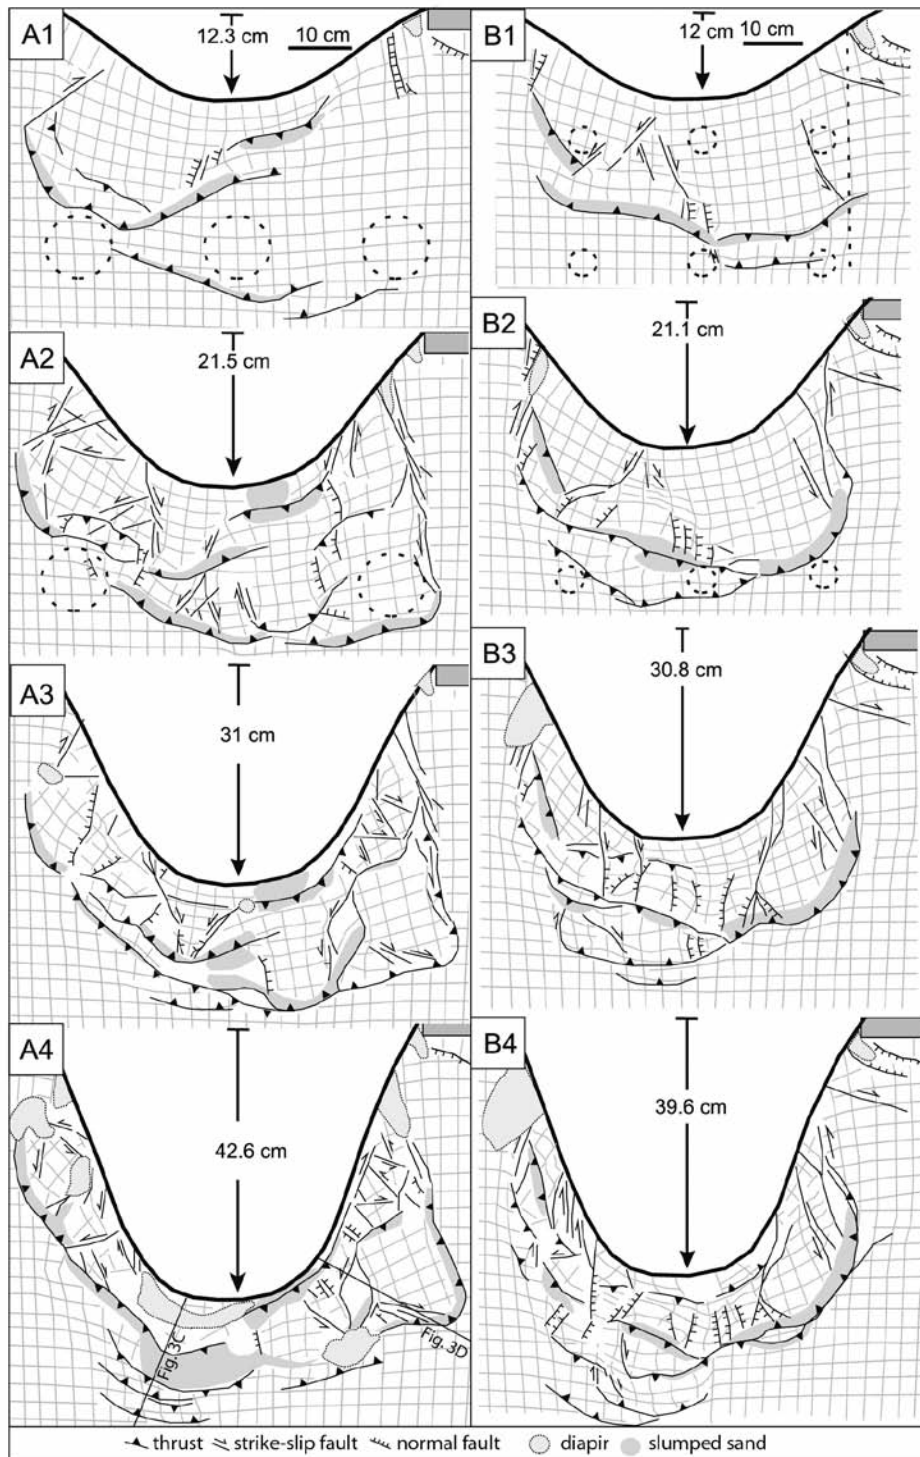 A1
12.3 cm
10 cm
B1
12 cm
10 cm
A2
21.5 cm
B2
21.1 cm
A3
31 cm
B3
30.8 cm
A4
42.6 cm
Fig. 3C
Fig. 3D
B4
39.6 cm
thrust strike-slip fault normal fault diapir slumped sand